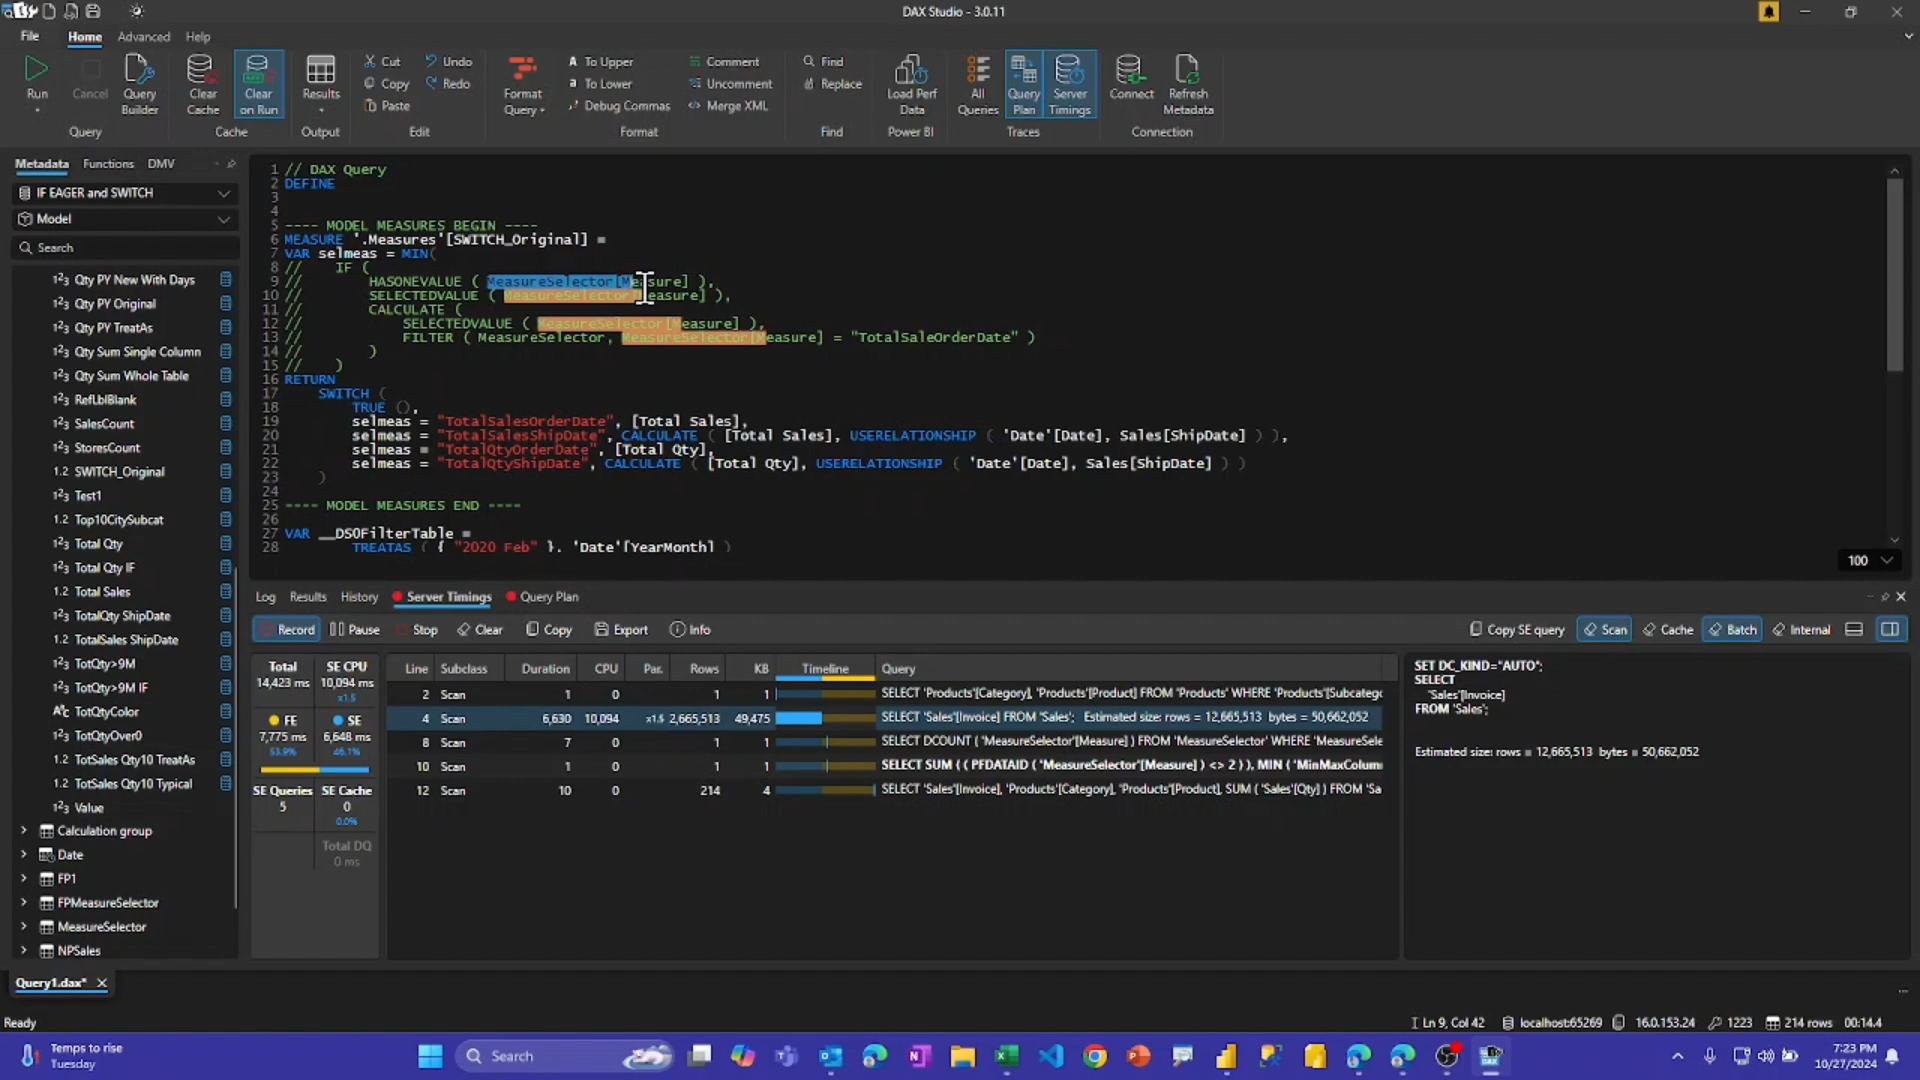 DAX Studio - 3.0.11
File Home Advanced Help
Run
Cancel
Query Builder
Clear Cache
Clear on Run
Results
Cut
Copy
Paste
Undo
Redo
Format Query
To Upper
To Lower
Debug Commas
Comment
Uncomment
Merge XML
Find
Replace
Load Perf Data
All Queries
Query Plan
Server Timings
Connect
Refresh Metadata
Query Cache Output Edit Format Find Power BI Traces Connection
Metadata Functions DMV
IF EAGER and SWITCH
Model
Search
Qty PY New With Days
Qty PY Original
Qty PY TreatAs
Qty Sum Single Column
Qty Sum Whole Table
RefLblBlank
SalesCount
StoresCount
SWITCH_Original
Test1
Top10CitySubcat
Total Qty
Total Qty IF
Total Sales
TotalQty ShipDate
TotalSales ShipDate
TotQty>9M
TotQty>9M IF
TotQtyColor
TotQtyOver0
TotSales Qty10 TreatAs
TotSales Qty10 Typical
Value
Calculation group
Date
FP1
FPMeasureSelector
MeasureSelector
NPSales
1 // DAX Query
2 DEFINE
3
4
5 ---- MODEL MEASURES BEGIN ----
6 MEASURE '.Measures'[SWITCH_Original] =
7 VAR selmeas = MIN(
8 // IF (
9 // HASONEVALUE ( MeasureSelector[Measure] ),
10 // SELECTEDVALUE ( MeasureSelector[Measure] ),
11 // CALCULATE (
12 // SELECTEDVALUE ( MeasureSelector[Measure] ),
13 // FILTER ( MeasureSelector, MeasureSelector[Measure] = "TotalSaleOrderDate" )
14 // )
15 // )
16 RETURN
17 SWITCH (
18 TRUE (),
19 selmeas = "TotalSalesOrderDate", [Total Sales],
20 selmeas = "TotalSalesShipDate", CALCULATE ( [Total Sales], USERELATIONSHIP ( 'Date'[Date], Sales[ShipDate] ) ),
21 selmeas = "TotalQtyOrderDate", [Total Qty],
22 selmeas = "TotalQtyShipDate", CALCULATE ( [Total Qty], USERELATIONSHIP ( 'Date'[Date], Sales[ShipDate] ) )
23 )
24
25 ---- MODEL MEASURES END ----
26
27 VAR __DS0FilterTable =
28 TREATAS ( { "2020 Feb" }, 'Date'[YearMonth] )
100
Log Results History Server Timings Query Plan
Record Pause Stop Clear Copy Export Info
Copy SE query Scan Cache Batch Internal
Total SE CPU
14,423 ms 10,094 ms
x1.5
FE SE
7,775 ms 6,648 ms
53.9% 46.1%
SE Queries SE Cache
5 0
0.0%
Total DQ
0 ms
Line Subclass Duration CPU Par. Rows KB Timeline Query
2 Scan 1 0 1 1 SELECT 'Products'[Category], 'Products'[Product] FROM 'Products' WHERE 'Products'[Subcatego
4 Scan 6,630 10,094 x1.5 2,665,513 49,475 SELECT 'Sales'[Invoice] FROM 'Sales'; Estimated size: rows = 12,665,513 bytes = 50,662,052
8 Scan 7 0 1 1 SELECT DCOUNT ( 'MeasureSelector'[Measure] ) FROM 'MeasureSelector' WHERE 'MeasureSele
10 Scan 1 0 1 1 SELECT SUM ( ( PFDATAID ( 'MeasureSelector'[Measure] ) <> 2 ) ), MIN ( 'MinMaxColumn
12 Scan 10 0 214 4 SELECT 'Sales'[Invoice], 'Products'[Category], 'Products'[Product], SUM ( 'Sales'[Qty] ) FROM 'Sa
SET DC_KIND="AUTO";
SELECT
'Sales'[Invoice]
FROM 'Sales';
Estimated size: rows = 12,665,513 bytes = 50,662,052
Query1.dax*
Ready
Ln 9, Col 42 localhost:65269 16.0.153.24 1223 214 rows 00:14.4
Temps to rise
Tuesday
Search
7:23 PM
10/27/2024